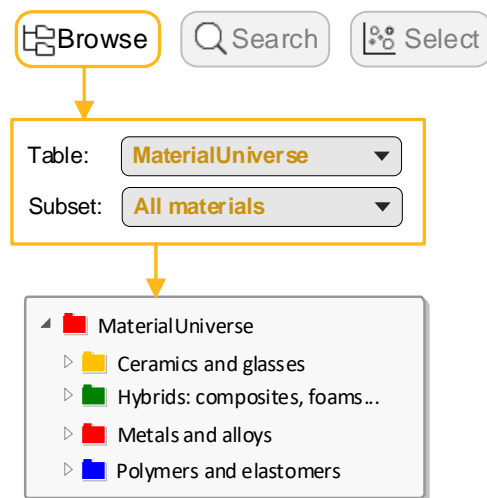 Browse Search Select
Table: MaterialUniverse
Subset: All materials
MaterialUniverse
Ceramics and glasses
Hybrids: composites, foams...
Metals and alloys
Polymers and elastomers